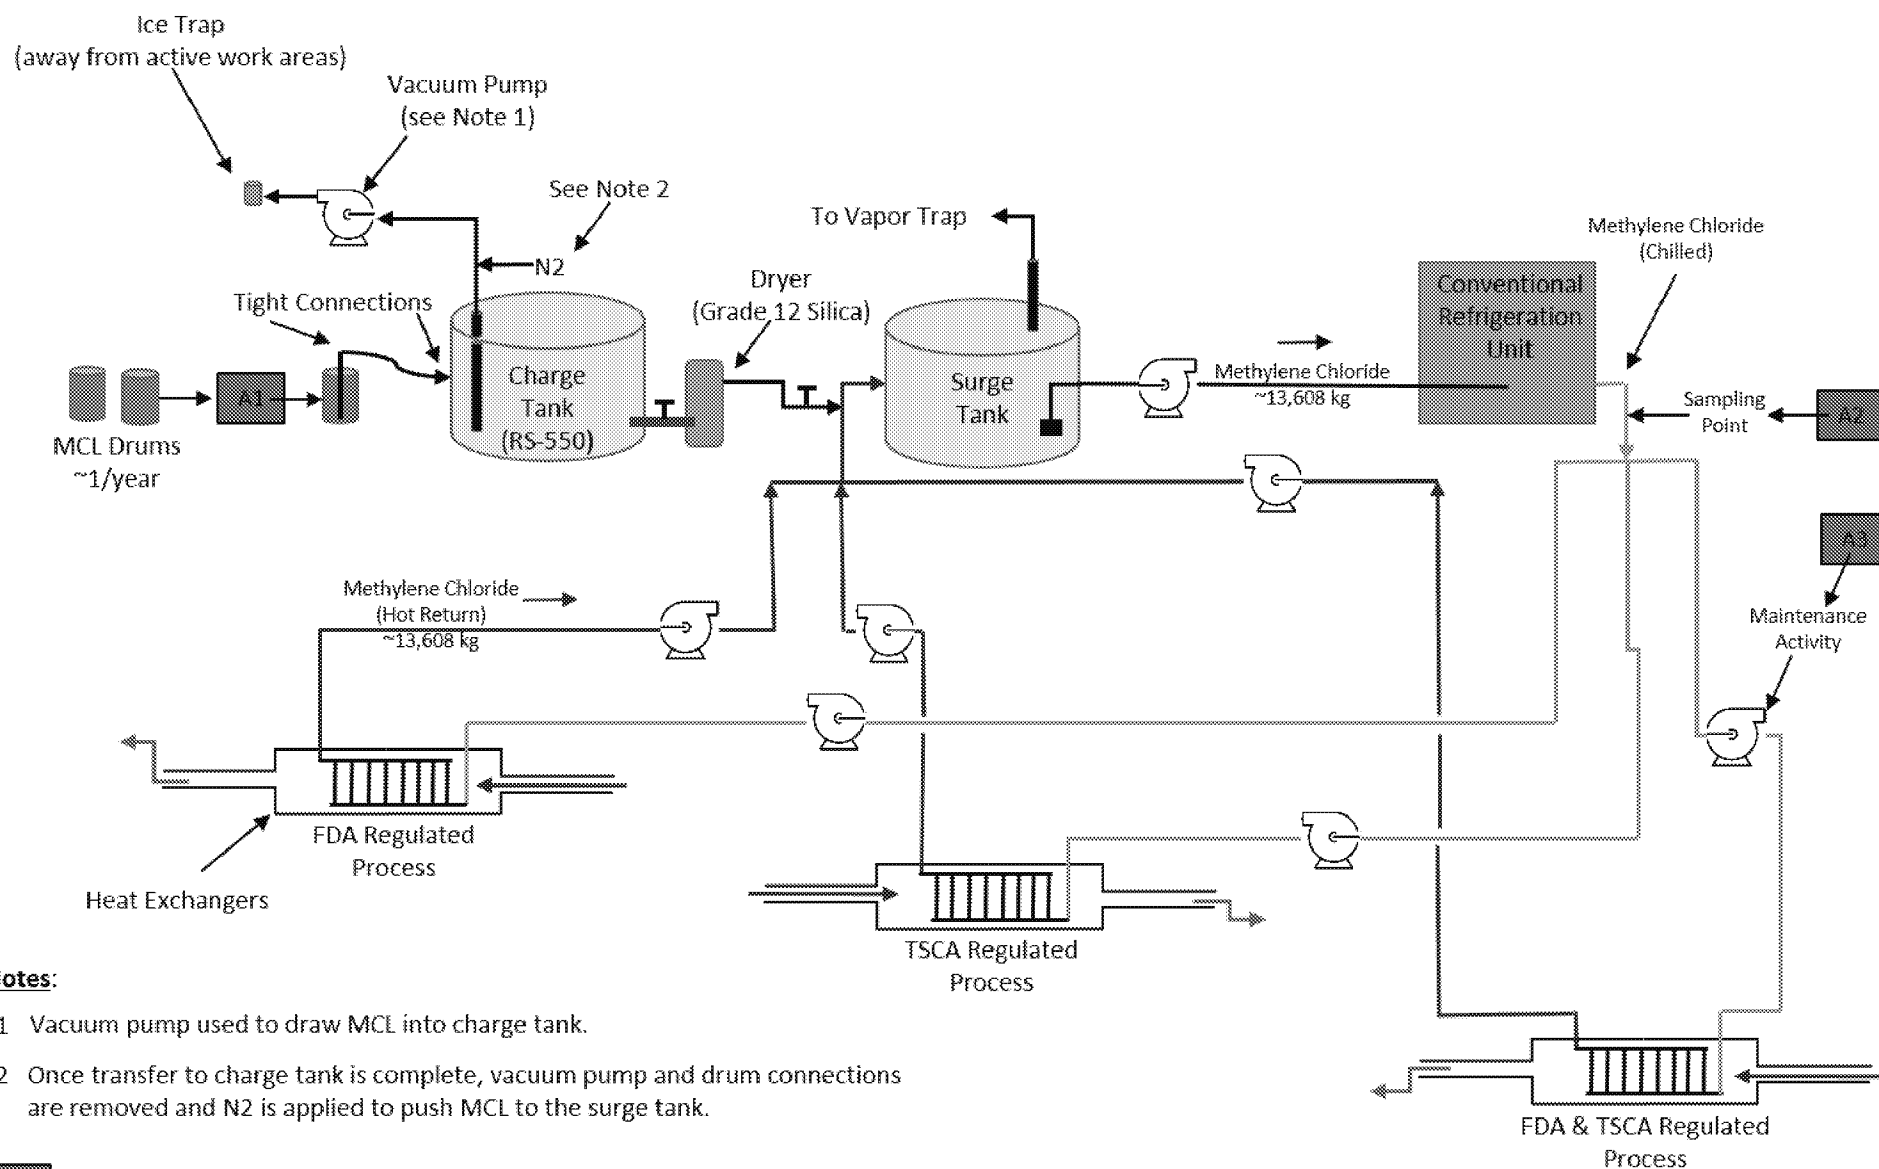 Ice Trap
(away from active work areas)
Vacuum Pump
(see Note 1)
See Note 2
N2
To Vapor Trap
Methylene Chloride
(Chilled)
Tight Connections
Dryer
(Grade 12 Silica)
Conventional
Refrigeration
Unit
Charge
Tank
(RS-550)
Surge
Tank
Methylene Chloride
~13,608 kg
A1
MCL Drums
~1/year
Sampling
Point
A2
A3
Maintenance
Activity
Methylene Chloride
(Hot Return)
~13,608 kg
FDA Regulated
Process
Heat Exchangers
TSCA Regulated
Process
FDA & TSCA Regulated
Process
otes:
1 Vacuum pump used to draw MCL into charge tank.
2 Once transfer to charge tank is complete, vacuum pump and drum connections
are removed and N2 is applied to push MCL to the surge tank.